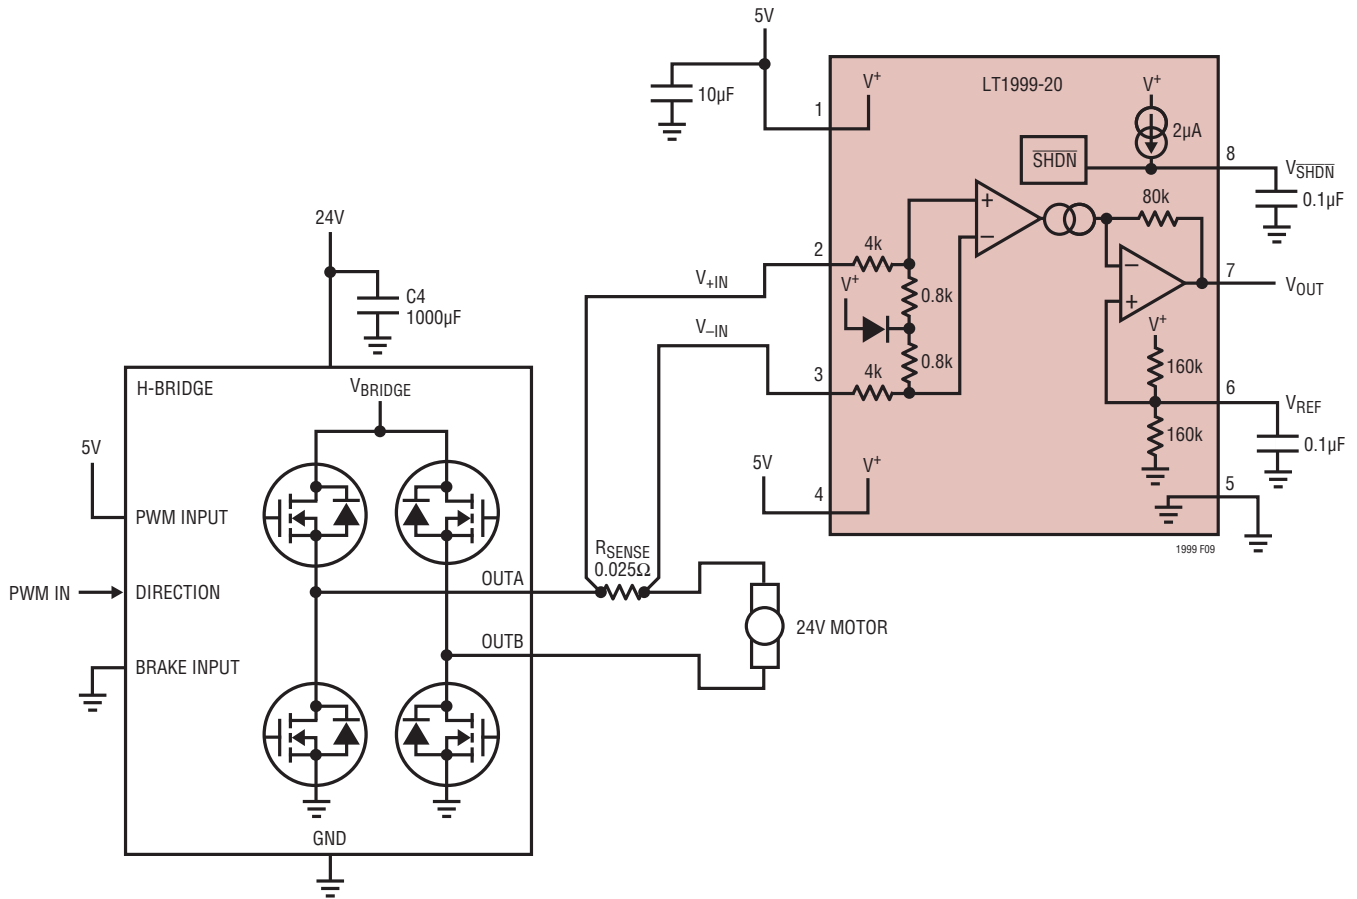 5V
V+
LT1999-20
V+
10µF
1
2µA
SHDN
8
VSHDN
0.1µF
80k
24V
2
4k
V+IN
V+
0.8k
7
VOUT
C4
1000µF
V–IN
V+
0.8k
160k
3
4k
6
VREF
H-BRIDGE
VBRIDGE
160k
0.1µF
5V
5V
V+
4
5
PWM INPUT
1999 F09
RSENSE
0.025Ω
OUTA
PWM IN
DIRECTION
24V MOTOR
OUTB
BRAKE INPUT
GND
+
–
–
+